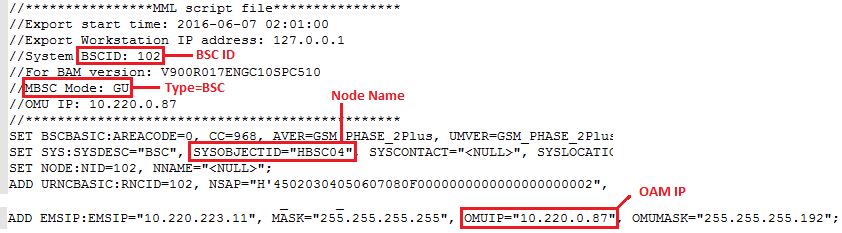 //****************MML script file****************
//Export start time: 2016-06-07 02:01:00
//Export Workstation IP address: 127.0.0.1
//System BSCID: 102 BSC ID
//For BAM version: V900R017ENGC10SPC510
//MBSC Mode: GU Type=BSC
//OMU IP: 10.220.0.87 Node Name
//***********************************************
SET BSCBASIC:AREACODE=0, CC=968, AVER=GSM_PHASE_2Plus, UMVER=GSM_PHASE_2Plus
SET SYS:SYSDESC="BSC", SYSOBJECTID="HBSC04", SYSCONTACT="<NULL>", SYSLOCATIO
SET NODE:NID=102, NNAME="<NULL>";
ADD URNCBASIC:RNCID=102, NSAP="H'45020304050607080F0000000000000000000002",
OAM IP
ADD EMSIP:EMSIP="10.220.223.11", MASK="255.255.255.255", OMUIP="10.220.0.87", OMUMASK="255.255.255.192";